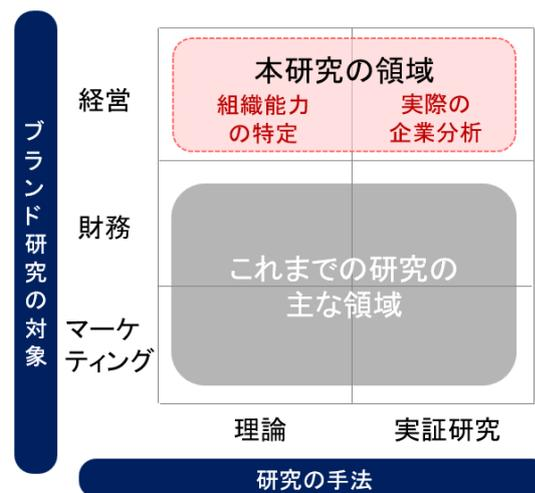 ブランド研究の対象
経営
本研究の領域
組織能力
の特定
実際の
企業分析
財務
これまでの研究の
主な領域
マーケ
ティング
理論
実証研究
研究の手法